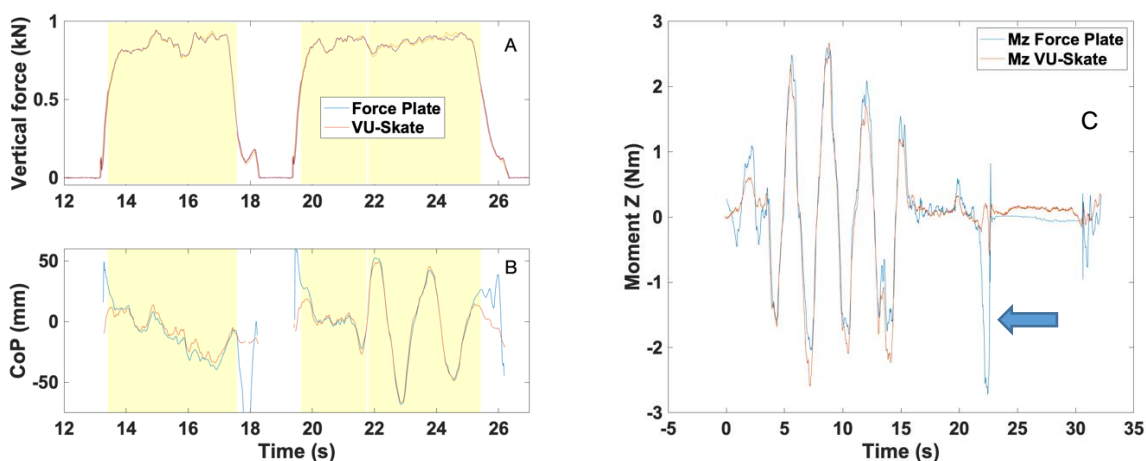 Vertical force (kN)
1
0.5
0
A
Force Plate
VU-Skate
12 14 16 18 20 22 24 26
CoP (mm)
50
0
-50
B
12 14 16 18 20 22 24 26
Time (s)
Moment Z (Nm)
3
2
1
0
-1
-2
-3
Mz Force Plate
Mz VU-Skate
C
-5 0 5 10 15 20 25 30 35
Time (s)